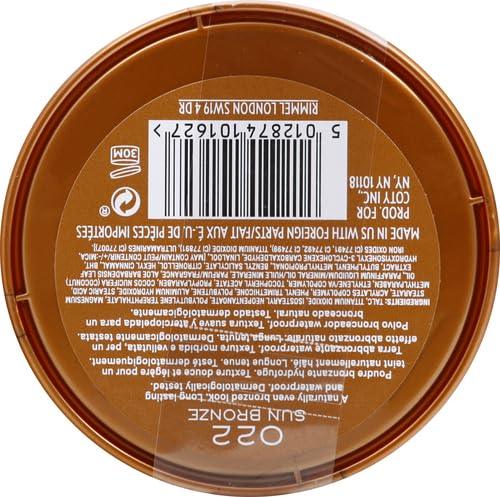 022
SUN BRONZE
A naturally even bronzed look. Long-lasting
and waterproof. Dermatologically tested.
Poudre bronzante hydrofuge. Texture douce et légère pour un
teint naturellement hâlé. Longue tenue. Testé dermatologiquement.
Terra abbronzante waterproof. Texture morbida e vellutata, per un
effetto abbronzato naturale. Lunga durata. Dermatologicamente testata.
Polvo bronceador waterproof. Textura suave y aterciopelada para un
bronceado natural. Testado dermatológicamente.
INGREDIENTS: TALC, TITANIUM DIOXIDE, ISOSTEARYL NEOPENTANOATE, POLYBUTYLENE TEREPHTHALATE, MAGNESIUM
STEARATE, ACRYLATES COPOLYMER, PHENYL TRIMETHICONE, POLYBUTENE, ALUMINUM HYDROXIDE, STEARIC ACID,
METHYLPARABEN, ETHYLENE/VA COPOLYMER, TOCOPHERYL ACETATE, PROPYLPARABEN, COCOS NUCIFERA (COCONUT)
OIL, PARAFFINUM LIQUIDUM/MINERAL OIL/HUILE MINERALE, PARFUM/FRAGRANCE, ALOE BARBADENSIS LEAF
EXTRACT, BUTYLPHENYL METHYLPROPIONAL, BENZYL SALICYLATE, CITRONELLOL, HEXYL CINNAMAL, BHT,
HYDROXYISOHEXYL 3-CYCLOHEXENE CARBOXALDEHYDE, LINALOOL, [MAY CONTAIN/PEUT CONTENIR/+/-:MICA,
IRON OXIDES (CI 77491, CI 77492, CI 77499), TITANIUM DIOXIDE (CI 77891), ULTRAMARINES (CI 77007)].
MADE IN US WITH FOREIGN PARTS/FAIT AUX É.-U. DE PIÈCES IMPORTÉES
PROD. FOR
COTY INC.,
NY, NY 10118
30M
5 012874 101627 >
RIMMEL LONDON SW19 4 DR